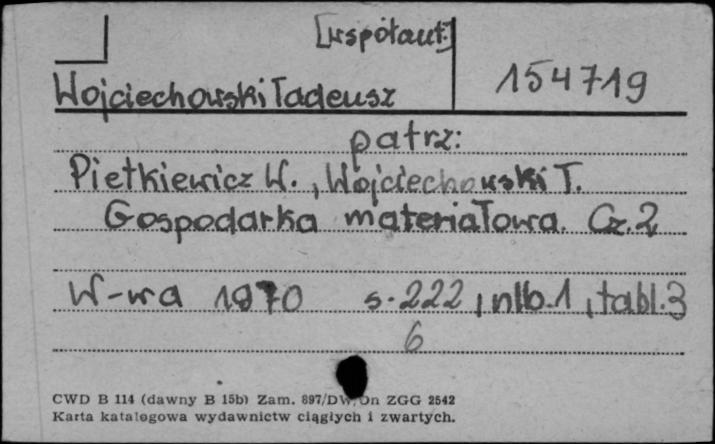 [współaut.]
Wojciechowski Tadeusz 154719
patrz:
Pietkiewicz W., Wojciechowski T.
Gospodarka materiałowa. Cz. 2
W-wa 1970 s. 222, nlb. 1, tabl. 3
6
CWD B 114 (dawny B 15b) Zam. 897/DW/Dn ZGG 2542
Karta katalogowa wydawnictw ciągłych i zwartych.